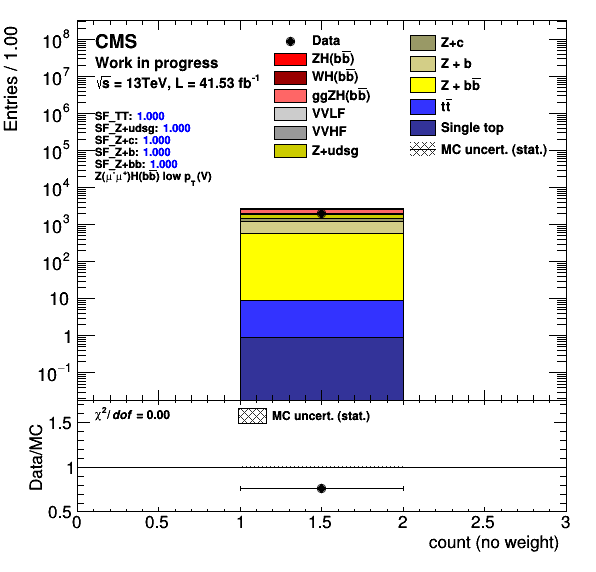 CMS
Work in progress
√s = 13TeV, L = 41.53 fb⁻¹
SF_TT: 1.000
SF_Z+udsg: 1.000
SF_Z+c: 1.000
SF_Z+b: 1.000
SF_Z+bb: 1.000
Z(μ⁻μ⁺)H(bb̅) low p_T(V)
Data
ZH(bb̅)
WH(bb̅)
ggZH(bb̅)
VVLF
VVHF
Z+udsg
Z+c
Z + b
Z + bb̅
tt̅
Single top
MC uncert. (stat.)
Entries / 1.00
10⁸
10⁷
10⁶
10⁵
10⁴
10³
10²
10
1
10⁻¹
χ²/dof = 0.00
MC uncert. (stat.)
Data/MC
1.5
1
0.5
0 0.5 1 1.5 2 2.5 3
count (no weight)